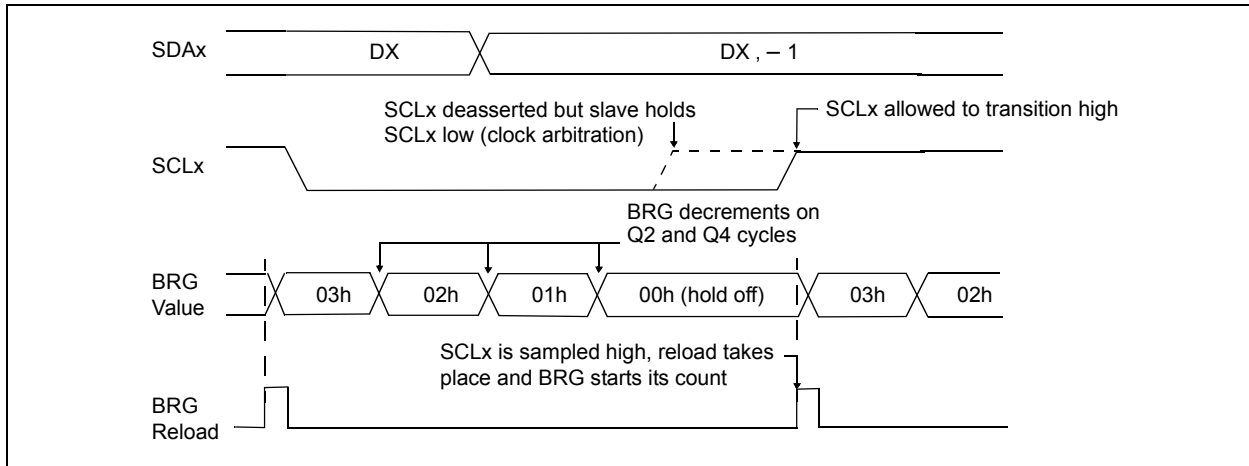 SDAx
DX
DX , – 1
SCLx deasserted but slave holds
SCLx low (clock arbitration)
SCLx allowed to transition high
SCLx
BRG decrements on
Q2 and Q4 cycles
BRG
Value
03h
02h
01h
00h (hold off)
03h
02h
SCLx is sampled high, reload takes
place and BRG starts its count
BRG
Reload